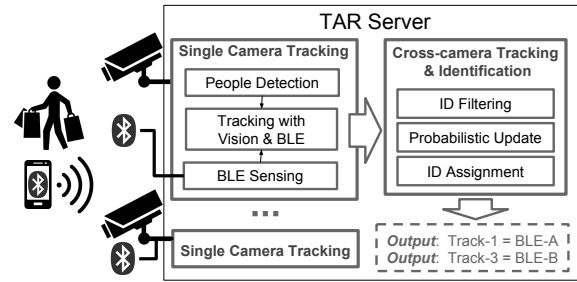 TAR Server
Single Camera Tracking
People Detection
Tracking with
Vision & BLE
BLE Sensing
...
Single Camera Tracking
Cross-camera Tracking
& Identification
ID Filtering
Probabilistic Update
ID Assignment
Output: Track-1 = BLE-A
Output: Track-3 = BLE-B